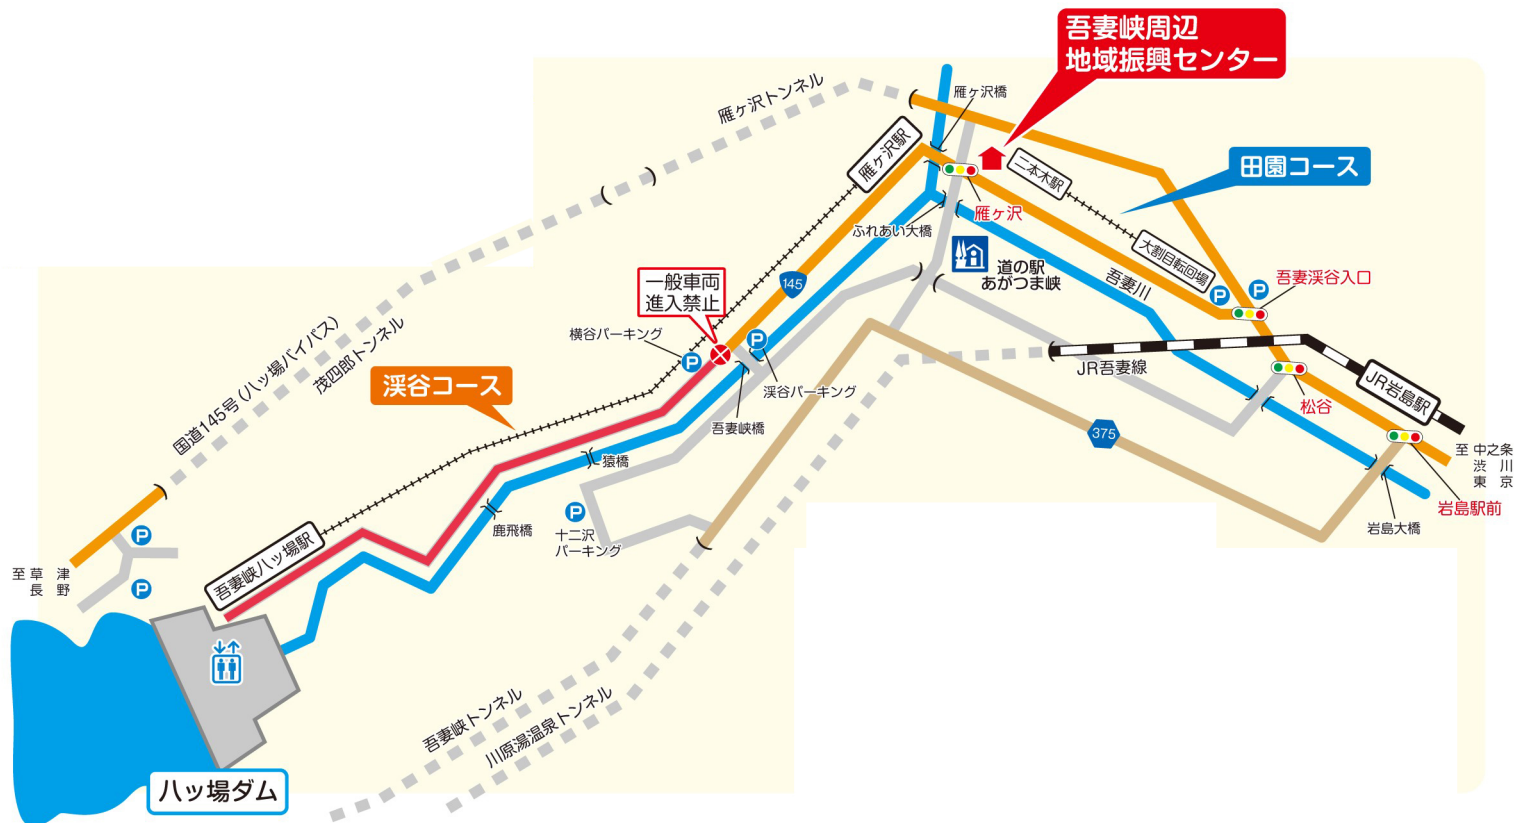 吾妻峡周辺
地域振興センター
雁ヶ沢トンネル
雁ヶ沢橋
雁ヶ沢駅
二本木駅
田園コース
雁ヶ沢
ふれあい大橋
大割目転回場
道の駅
あがつま峡
吾妻川
吾妻渓谷入口
P
P
一般車両
進入禁止
145
横谷パーキング
P
P
国道145号(八ッ場バイパス)
茂四郎トンネル
渓谷コース
渓谷パーキング
JR吾妻線
JR岩島駅
松谷
吾妻峡橋
375
猿橋
至 中之条
渋川
東京
岩島駅前
岩島大橋
鹿飛橋
P
十二沢
パーキング
P
P
吾妻峡八ッ場駅
至 草津
長野
吾妻峡トンネル
川原湯温泉トンネル
八ッ場ダム